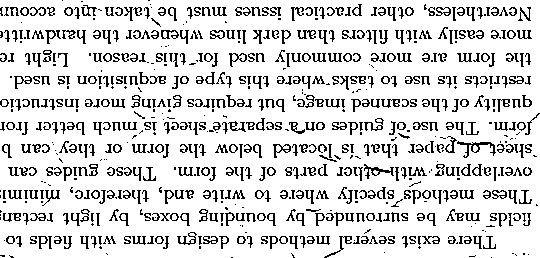 There exist several methods to design forms with fields to
fields may be surrounded by bounding boxes, by light rectang
These methods specify where to write and, therefore, minimi
overlapping with other parts of the form. These guides can
sheet of paper that is located below the form or they can b
form. The use of guides on a separate sheet is much better fro
quality of the scanned image, but requires giving more instructio
restricts its use to tasks where this type of acquisition is used.
the form are more commonly used for this reason. Light re
more easily with filters than dark lines whenever the handwritt
Nevertheless, other practical issues must be taken into accoun